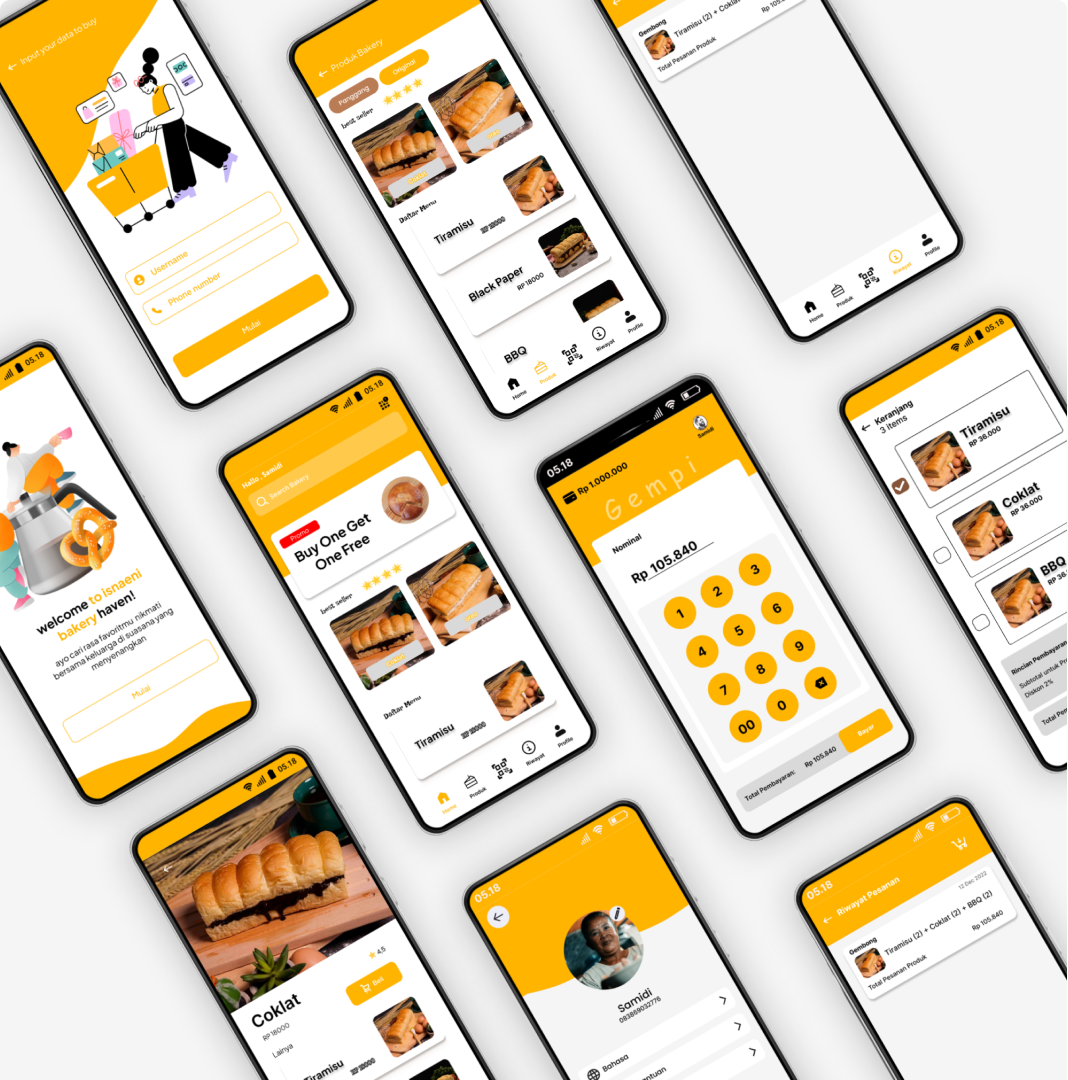 Input your data to buy
Username
Phone number
Mulai
Produk Bakery
Panggang
Original
best seller
Daftar Menu
Tiramisu
RP 18000
Black Paper
RP 18000
BBQ
Home
Produk
Riwayat
Profile
Gembong
Tiramisu (2) + Coklat
Rp 105
Total Pesanan Produk
Home
Produk
Riwayat
Profile
05.18
welcome to isnaeni
bakery haven!
ayo cari rasa favoritmu nikmati
bersama keluarga di suasana yang
menyenangkan
Mulai
05.18
Hallo, Samidi
Search Bakery
Promo
Buy One Get
One Free
best seller
Daftar Menu
Tiramisu
RP 18000
Home
Produk
Riwayat
Profile
05.18
Rp 1.000.000
Samidi
Gempi
Nominal
Rp 105.840
1 2 3
4 5 6
7 8 9
00 0
Total Pembayaran: Rp 105.840
Bayar
05.18
Keranjang
3 items
Tiramisu
RP 36.000
Coklat
RP 36.000
BBQ
RP 36.
Rincian Pembayaran
Subtotal untuk Pr
Diskon 2%
Total Pem
05.18
4,5
Coklat
RP 18000
Beli
Lainya
Tiramisu
RP 18000
05.18
Samidi
083869032776
Bahasa
ntuan
05.18
Riwayat Pesanan
12 Dec 2022
Gembong
Tiramisu (2) + Coklat (2) + BBQ (2)
Rp 105.840
Total Pesanan Produk